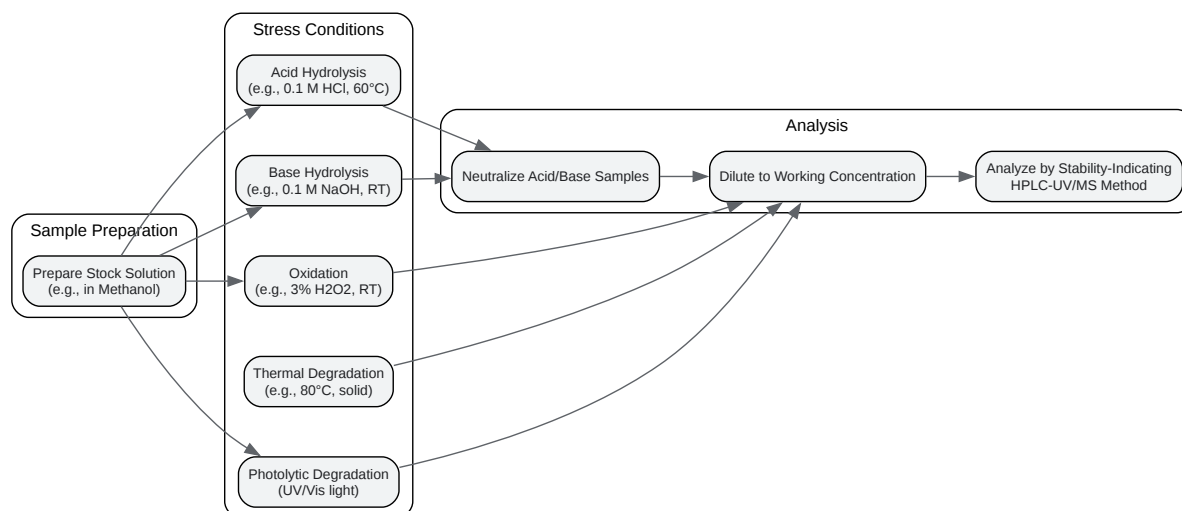 Stress Conditions
Acid Hydrolysis
(e.g., 0.1 M HCl, 60°C)
Base Hydrolysis
(e.g., 0.1 M NaOH, RT)
Oxidation
(e.g., 3% H2O2, RT)
Thermal Degradation
(e.g., 80°C, solid)
Photolytic Degradation
(UV/Vis light)
Sample Preparation
Prepare Stock Solution
(e.g., in Methanol)
Analysis
Neutralize Acid/Base Samples
Dilute to Working Concentration
Analyze by Stability-Indicating
HPLC-UV/MS Method